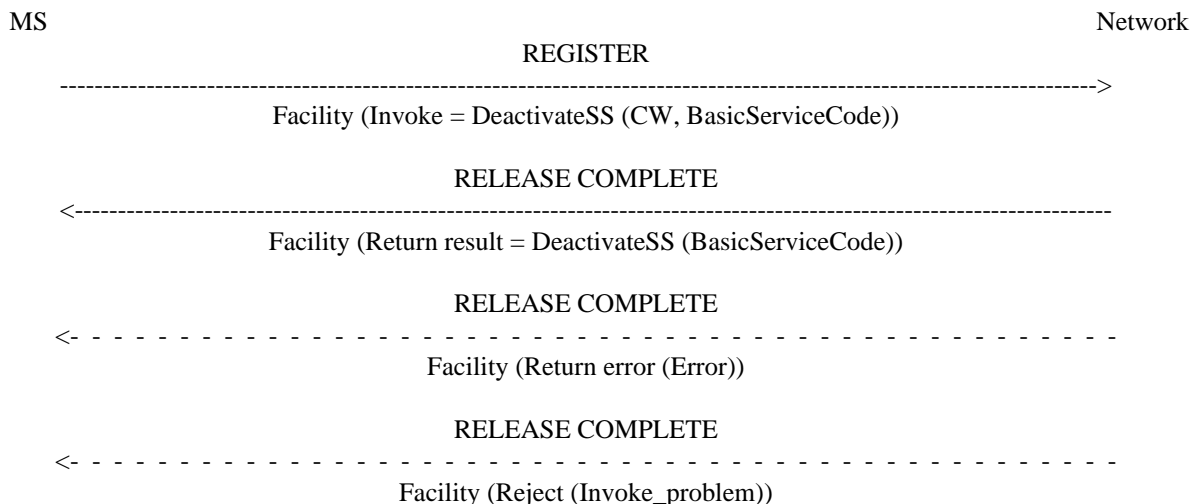 MS Network
REGISTER
Facility (Invoke = DeactivateSS (CW, BasicServiceCode))
RELEASE COMPLETE
Facility (Return result = DeactivateSS (BasicServiceCode))
RELEASE COMPLETE
Facility (Return error (Error))
RELEASE COMPLETE
Facility (Reject (Invoke_problem))